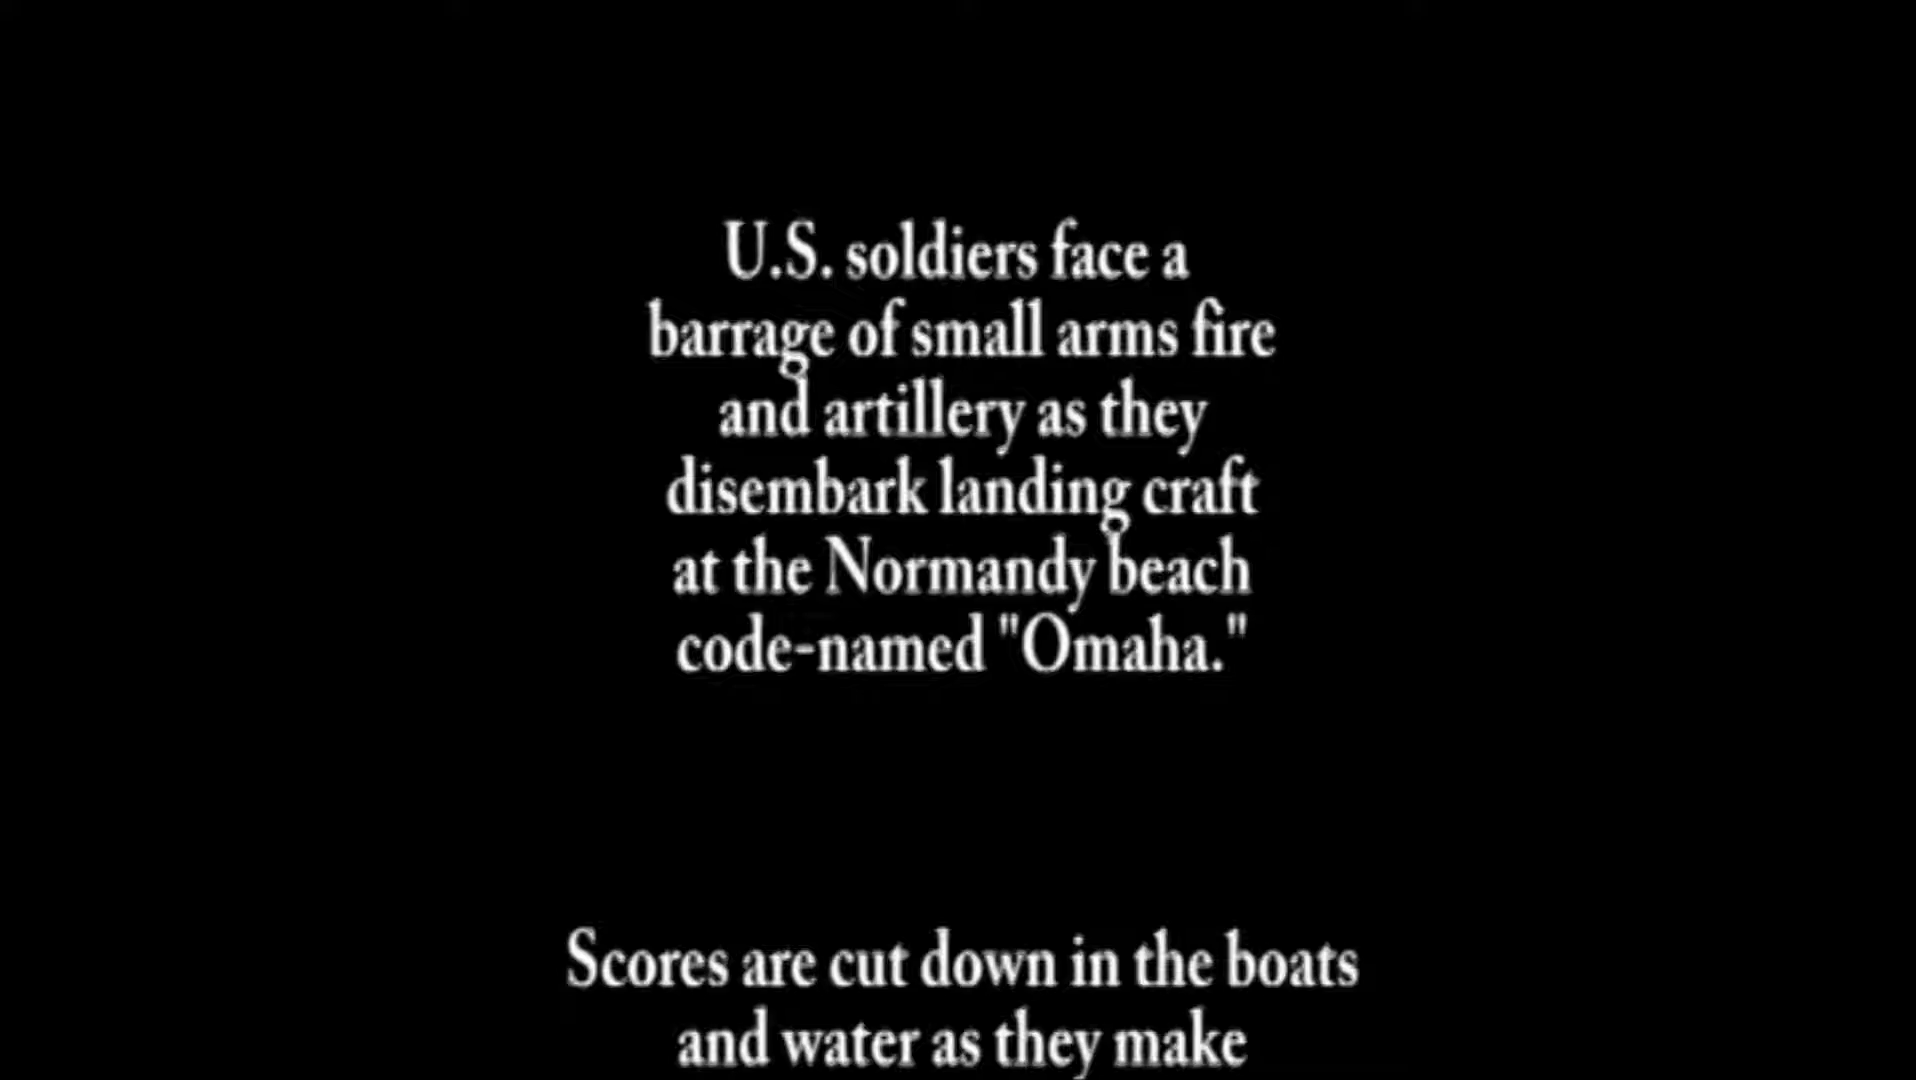 U.S. soldiers face a
barrage of small arms fire
and artillery as they
disembark landing craft
at the Normandy beach
code-named "Omaha."
Scores are cut down in the boats
and water as they make